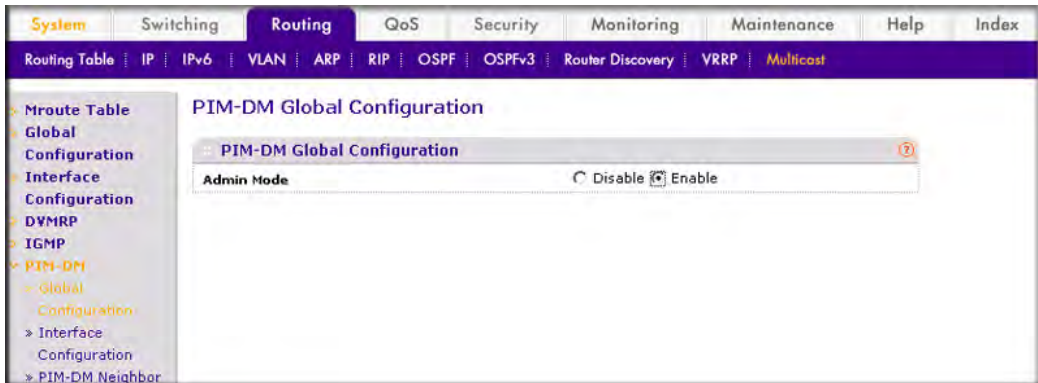 System Switching Routing QoS Security Monitoring Maintenance Help Index
Routing Table IP IPv6 VLAN ARP RIP OSPF OSPFv3 Router Discovery VRRP Multicast
Mroute Table
Global
Configuration
Interface
Configuration
DVMRP
IGMP
PIM-DM
Global
Configuration
» Interface
Configuration
» PIM-DM Neighbor
PIM-DM Global Configuration
PIM-DM Global Configuration ?
Admin Mode Disable Enable